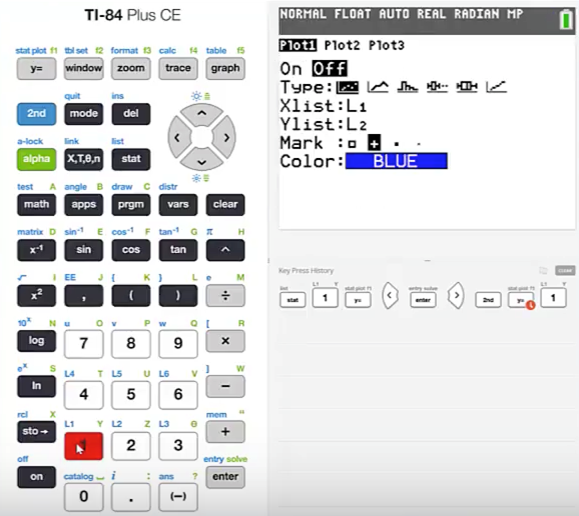 TI-84 Plus CE
stat plot f1 tbl set f2 format f3 calc f4 table f5
y= window zoom trace graph
quit ins
2nd mode del
a-lock link list
alpha X,T,θ,n stat
test A angle B draw C distr
math apps prgm vars clear
matrix D sin-1 E cos-1 F tan-1 G π H
x-1 sin cos tan ^
√ I EE J { K } L e M
x² , ( ) ÷
10x N u O v P w Q [ R
log 7 8 9 ×
ex S L4 T L5 U L6 V ] W
ln 4 5 6 −
rcl X L1 Y L2 Z L3 θ mem "
sto→ 2 3 +
off catalog i : ans ? entry solve
on 0 . (−) enter
NORMAL FLOAT AUTO REAL RADIAN MP
Plot1 Plot2 Plot3
On Off
Type:
Xlist:L1
Ylist:L2
Mark :
Color: BLUE
Key Press History CLEAR
list L1 Y stat plot f1 entry solve stat plot f1 L1 Y
stat 1 y= < enter > 2nd y= 1